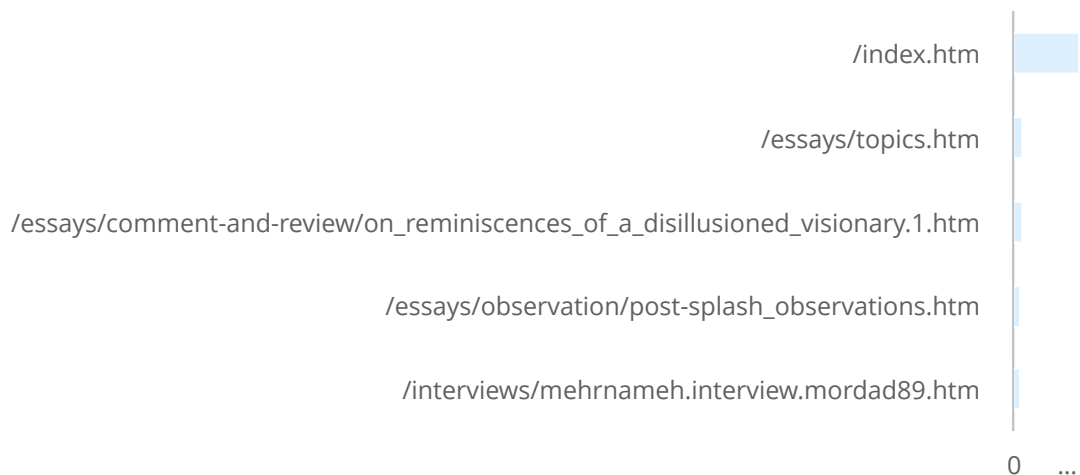 /index.htm
/essays/topics.htm
/essays/comment-and-review/on_reminiscences_of_a_disillusioned_visionary.1.htm
/essays/observation/post-splash_observations.htm
/interviews/mehrnameh.interview.mordad89.htm
0 ...